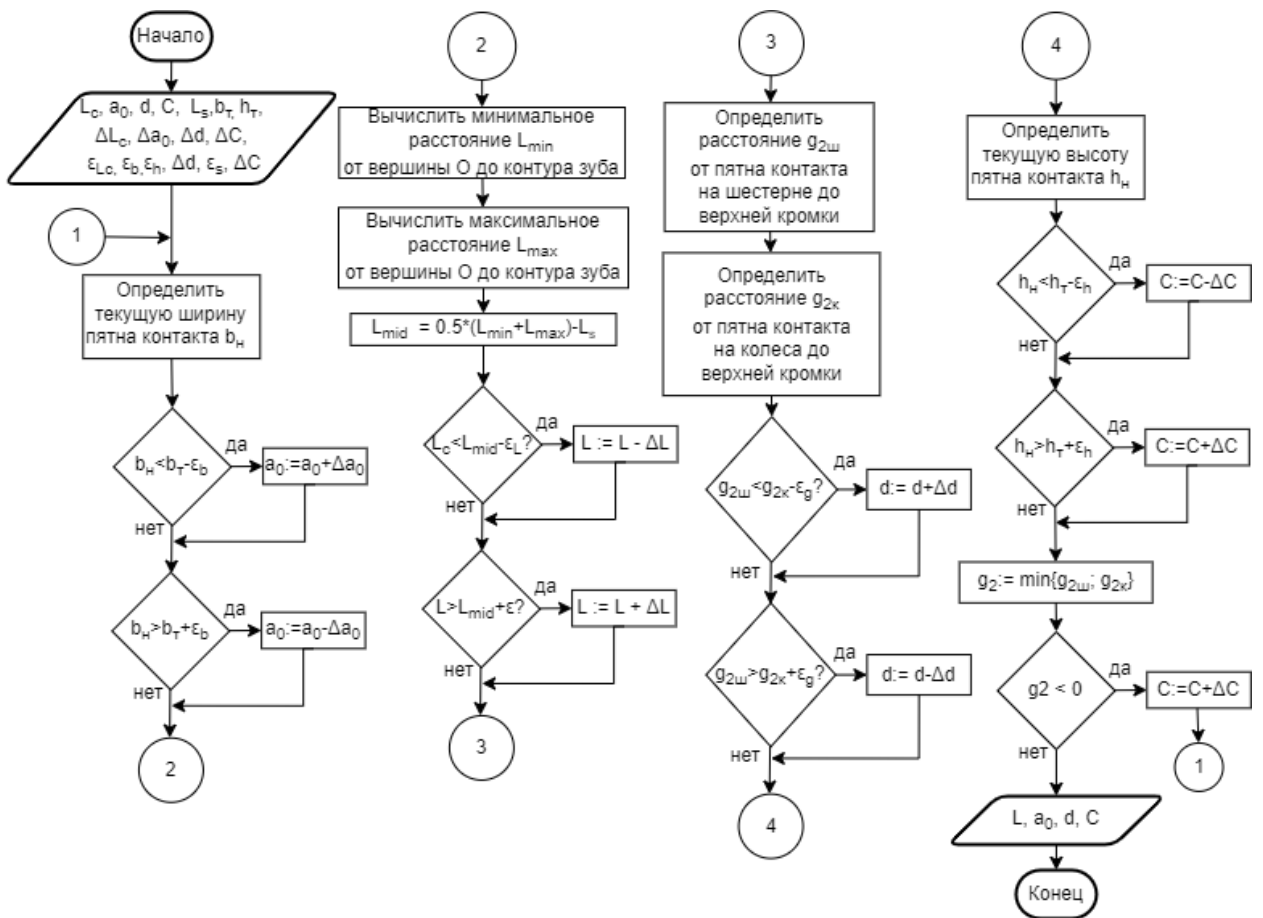 Начало
L_c, a_0, d, C, L_s,b_т, h_т,
ΔL_c, Δa_0, Δd, ΔC,
ε_Lc, ε_b,ε_h, Δd, ε_s, ΔC
1
Определить
текущую ширину
пятна контакта b_н
b_н<b_т-ε_b
да
a_0:=a_0+Δa_0
нет
b_н>b_т+ε_b
да
a_0:=a_0-Δa_0
нет
2
2
Вычислить минимальное
расстояние L_min
от вершины О до контура зуба
Вычислить максимальное
расстояние L_max
от вершины О до контура зуба
L_mid = 0.5*(L_min+L_max)-L_s
L_c<L_mid-ε_L?
да
L := L - ΔL
нет
L>L_mid+ε?
да
L := L + ΔL
нет
3
3
Определить
расстояние g_2ш
от пятна контакта
на шестерне до
верхней кромки
Определить
расстояние g_2к
от пятна контакта
на колеса до
верхней кромки
g_2ш<g_2к-ε_g?
да
d:= d+Δd
нет
g_2ш>g_2к+ε_g?
да
d:= d-Δd
нет
4
4
Определить
текущую высоту
пятна контакта h_н
h_н<h_т-ε_h
да
C:=C-ΔC
нет
h_н>h_т+ε_h
да
C:=C+ΔC
нет
g_2:= min{g_2ш; g_2к}
g2 < 0
да
C:=C+ΔC
нет
1
L, a_0, d, C
Конец